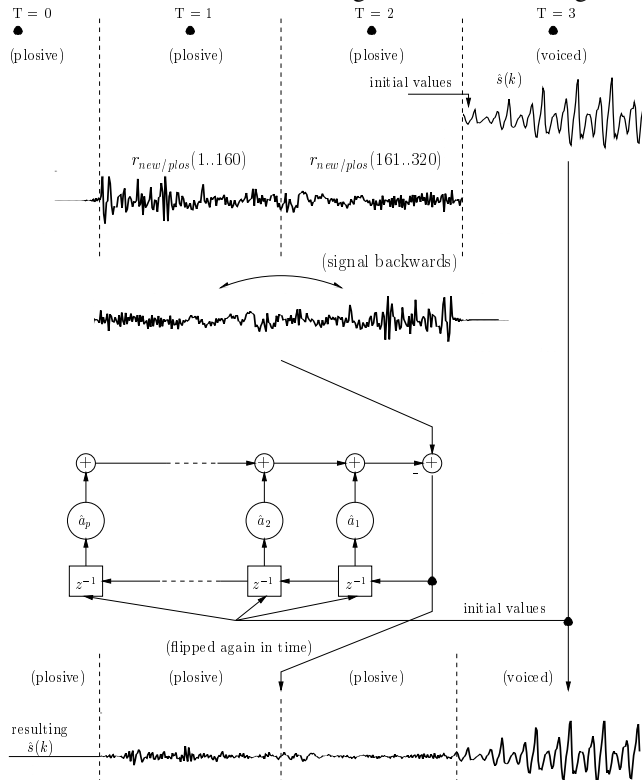 T = 0 T = 1 T = 2 T = 3
(plosive) (plosive) (plosive) (voiced)
initial values ŝ(k)
r_{new/plos}(1..160) r_{new/plos}(161..320)
(signal backwards)
+ + + +
-
â_p â_2 â_1
z^{-1} z^{-1} z^{-1}
initial values
(flipped again in time)
(plosive) (plosive) (plosive) (voiced)
resulting
ŝ(k)